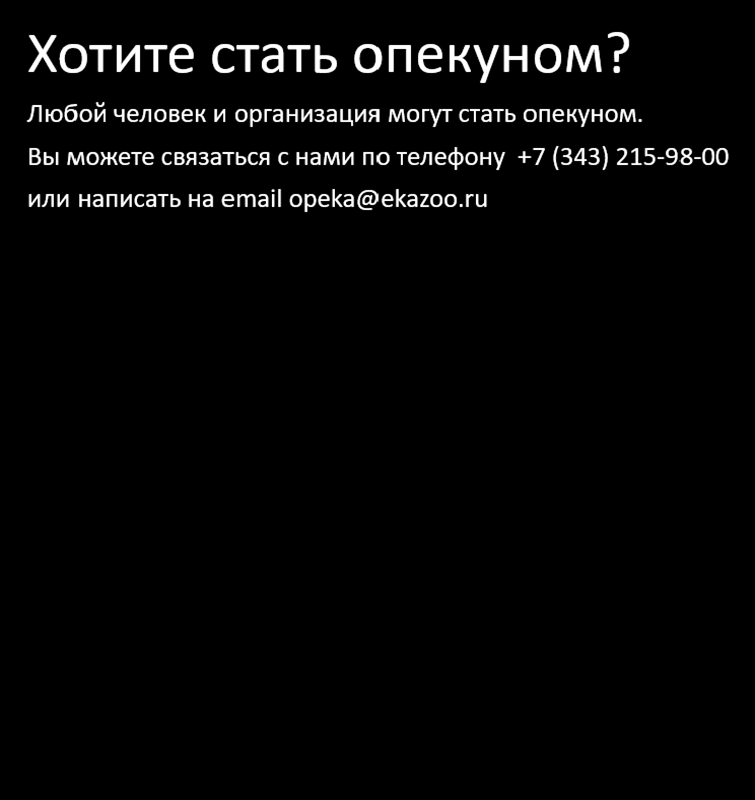 Хотите стать опекуном?
Любой человек и организация могут стать опекуном.
Вы можете связаться с нами по телефону +7 (343) 215-98-00
или написать на email opeka@ekazoo.ru